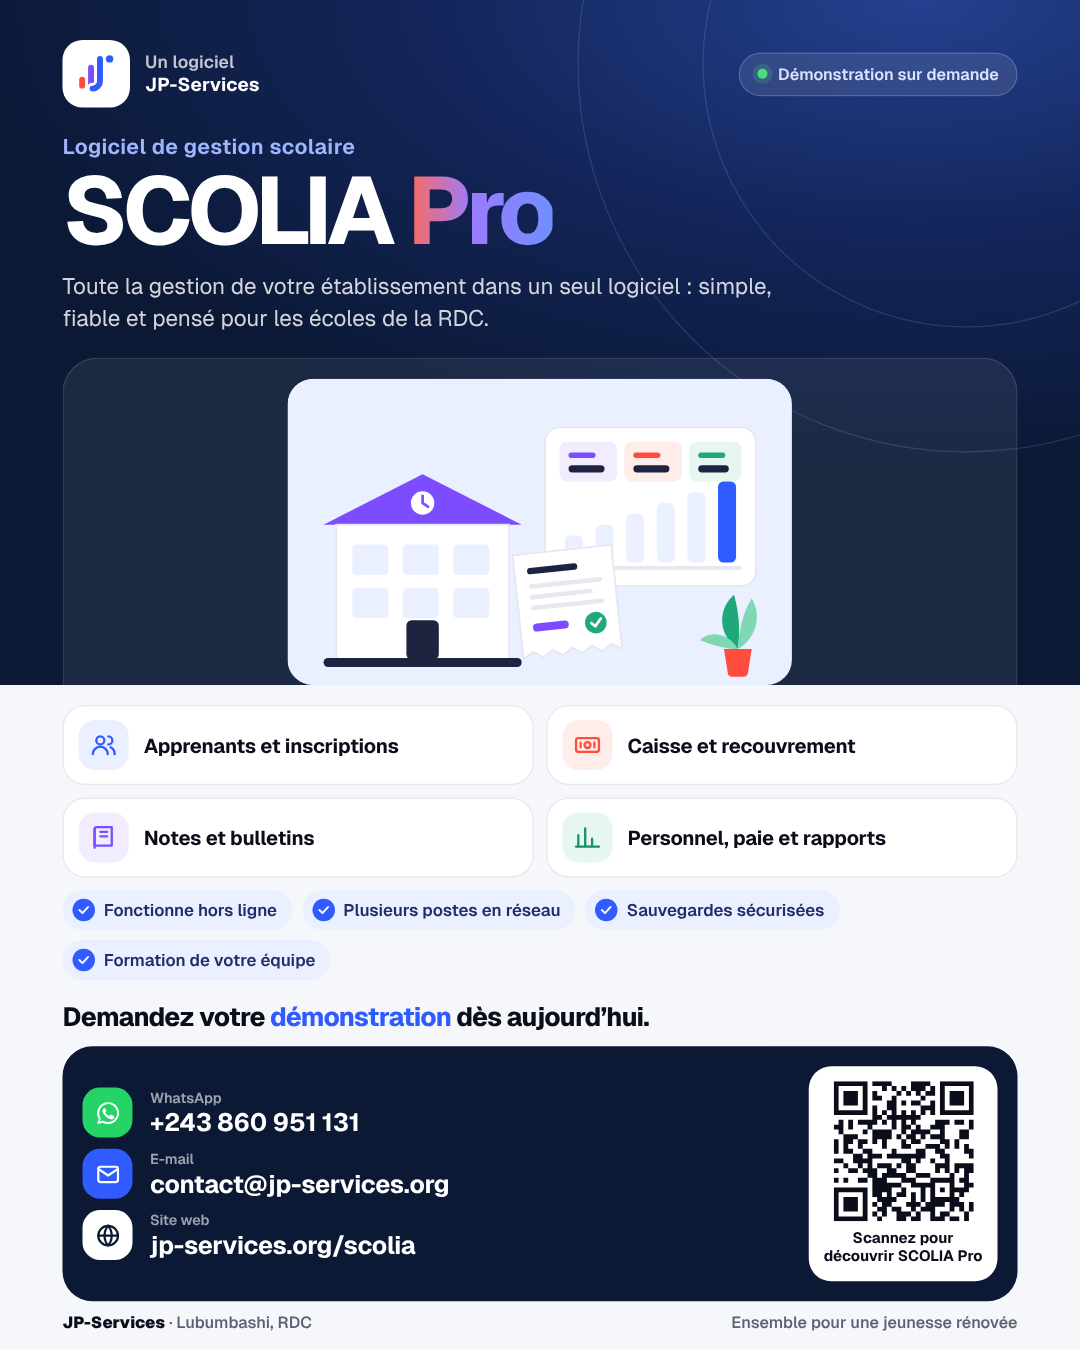 Un logiciel
JP-Services
Démonstration sur demande
Logiciel de gestion scolaire
SCOLIA Pro
Toute la gestion de votre établissement dans un seul logiciel : simple,
fiable et pensé pour les écoles de la RDC.
Apprenants et inscriptions
Caisse et recouvrement
Notes et bulletins
Personnel, paie et rapports
Fonctionne hors ligne
Plusieurs postes en réseau
Sauvegardes sécurisées
Formation de votre équipe
Demandez votre démonstration dès aujourd’hui.
WhatsApp
+243 860 951 131
E-mail
contact@jp-services.org
Site web
jp-services.org/scolia
Scannez pour
découvrir SCOLIA Pro
JP-Services · Lubumbashi, RDC
Ensemble pour une jeunesse rénovée